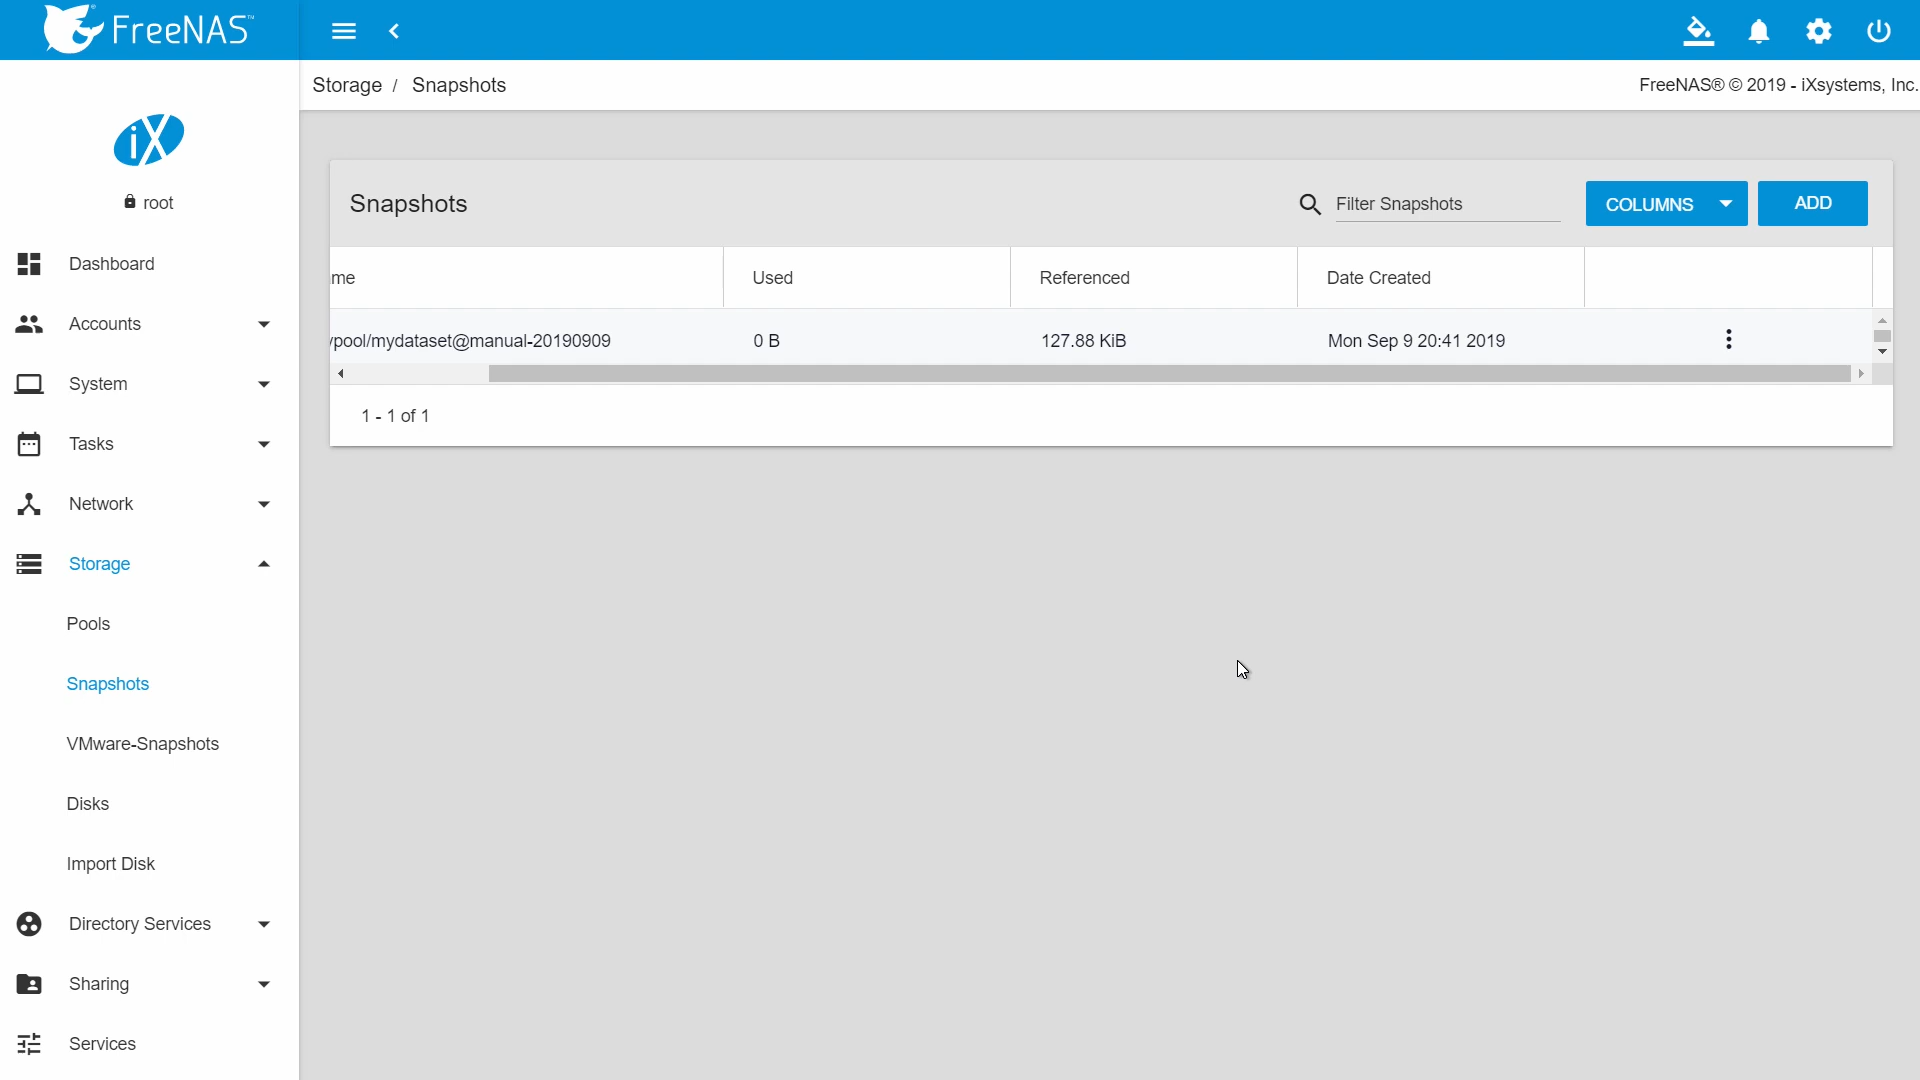 FreeNAS™
Storage / Snapshots
FreeNAS® © 2019 - iXsystems, Inc.
iX
root
Dashboard
Accounts
System
Tasks
Network
Storage
Pools
Snapshots
VMware-Snapshots
Disks
Import Disk
Directory Services
Sharing
Services
Snapshots
Filter Snapshots
COLUMNS
ADD
me Used Referenced Date Created
pool/mydataset@manual-20190909 0 B 127.88 KiB Mon Sep 9 20:41 2019
1 - 1 of 1